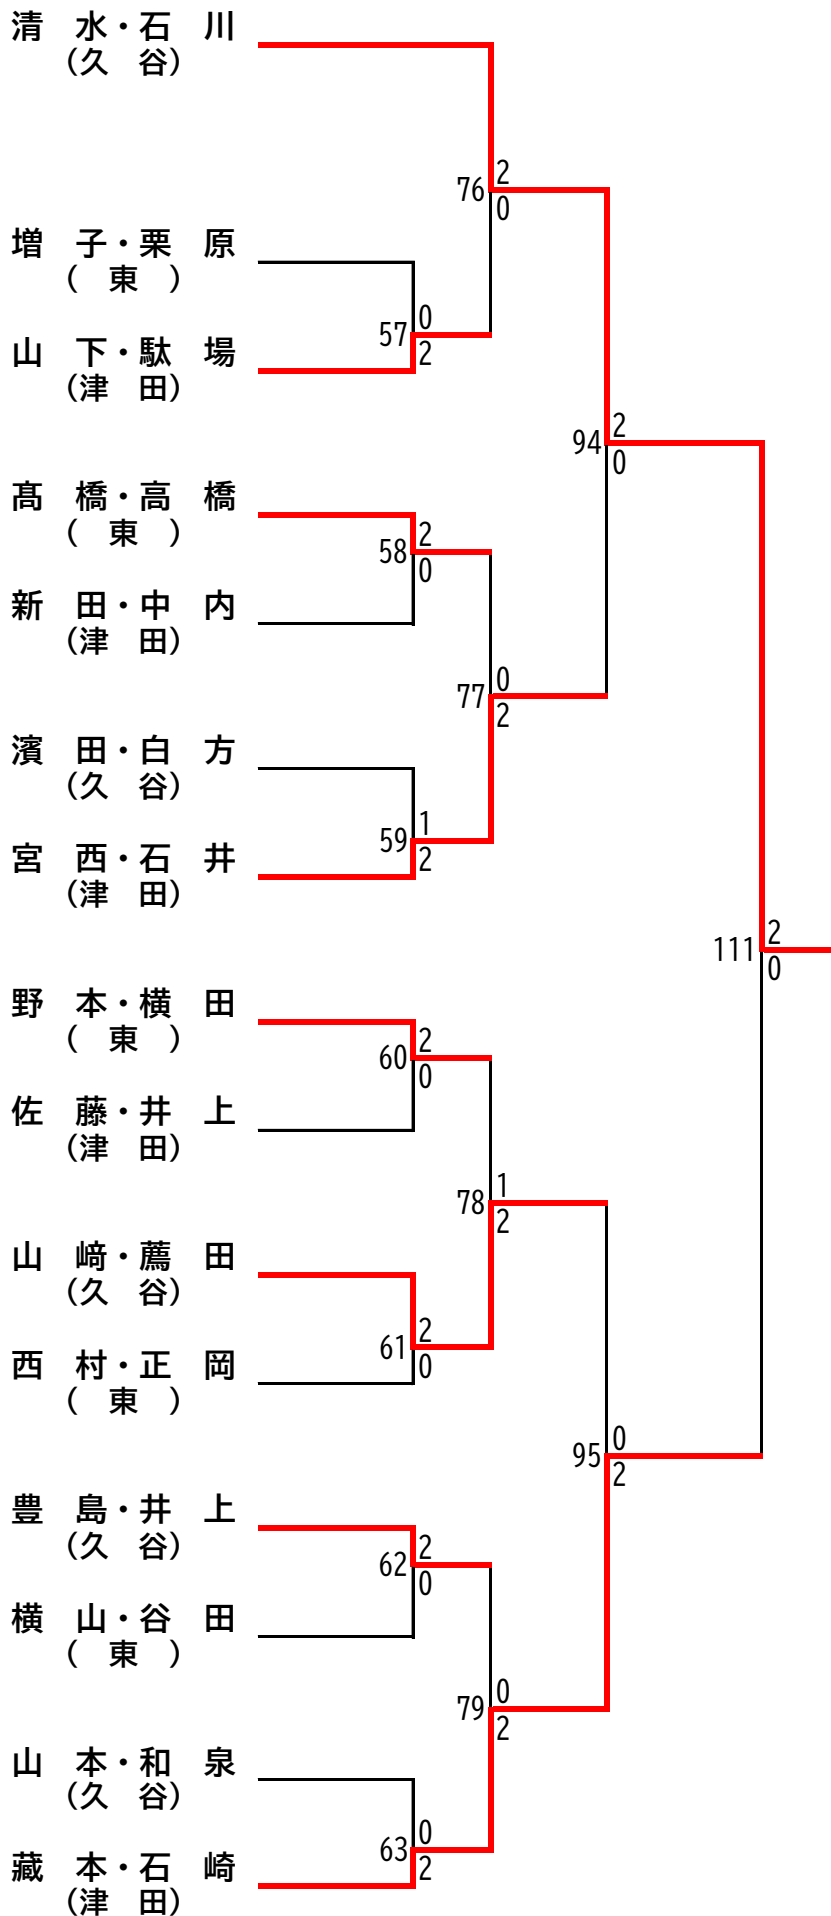 清　水・石　川
(久　谷)
76
2
0
増　子・栗　原
(　東　)
57
0
2
山　下・駄　場
(津　田)
94
2
0
髙　橋・高　橋
(　東　)
58
2
0
新　田・中　内
(津　田)
77
0
2
濱　田・白　方
(久　谷)
59
1
2
宮　西・石　井
(津　田)
111
2
0
野　本・横　田
(　東　)
60
2
0
佐　藤・井　上
(津　田)
78
1
2
山　﨑・薦　田
(久　谷)
61
2
0
西　村・正　岡
(　東　)
95
0
2
豊　島・井　上
(久　谷)
62
2
0
横　山・谷　田
(　東　)
79
0
2
山　本・和　泉
(久　谷)
63
0
2
藏　本・石　崎
(津　田)